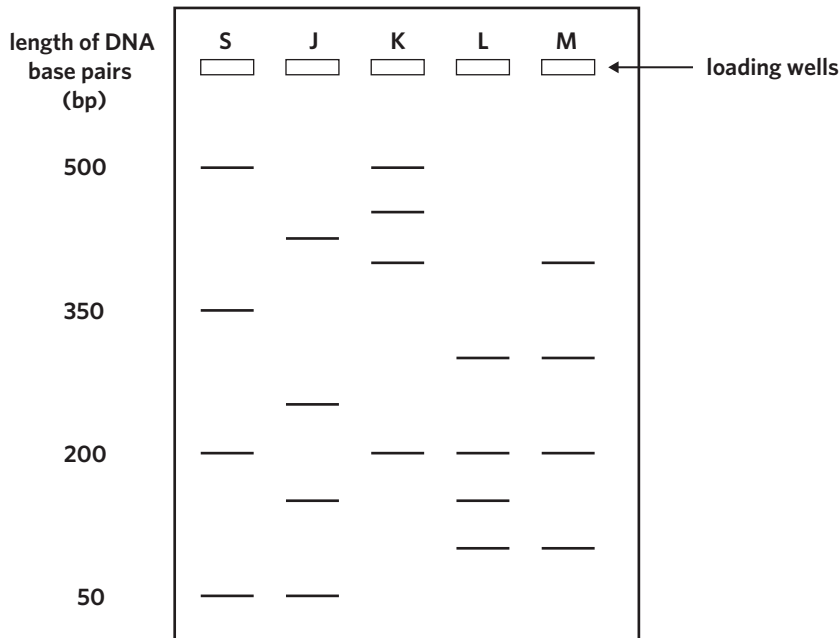 length of DNA
base pairs
(bp)
S J K L M
loading wells
500
350
200
50